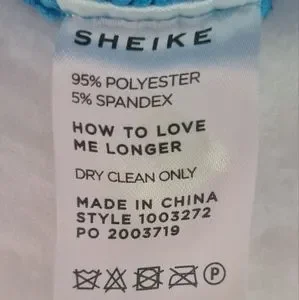 SHEIKE
95% POLYESTER
5% SPANDEX
HOW TO LOVE
ME LONGER
DRY CLEAN ONLY
MADE IN CHINA
STYLE 1003272
PO 2003719
P